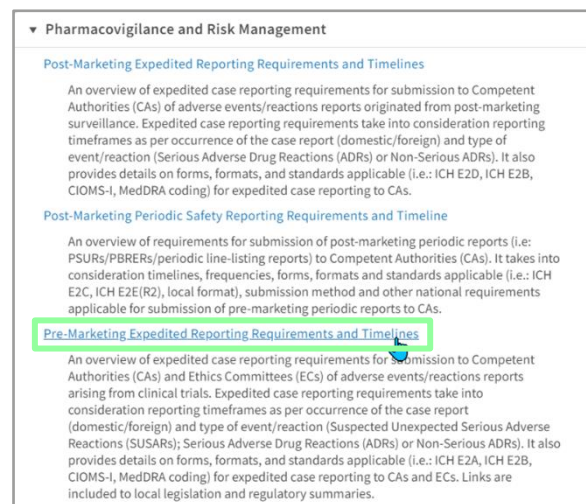 ▼ Pharmacovigilance and Risk Management
Post-Marketing Expedited Reporting Requirements and Timelines
An overview of expedited case reporting requirements for submission to Competent
Authorities (CAs) of adverse events/reactions reports originated from post-marketing
surveillance. Expedited case reporting requirements take into consideration reporting
timeframes as per occurrence of the case report (domestic/foreign) and type of
event/reaction (Serious Adverse Drug Reactions (ADRs) or Non-Serious ADRs). It also
provides details on forms, formats, and standards applicable (i.e.: ICH E2D, ICH E2B,
CIOMS-I, MedDRA coding) for expedited case reporting to CAs.
Post-Marketing Periodic Safety Reporting Requirements and Timeline
An overview of requirements for submission of post-marketing periodic reports (i.e:
PSURs/PBRERs/periodic line-listing reports) to Competent Authorities (CAs). It takes into
consideration timelines, frequencies, forms, formats and standards applicable (i.e.: ICH
E2C, ICH E2E(R2), local format), submission method and other national requirements
applicable for submission of pre-marketing periodic reports to CAs.
Pre-Marketing Expedited Reporting Requirements and Timelines
An overview of expedited case reporting requirements for submission to Competent
Authorities (CAs) and Ethics Committees (ECs) of adverse events/reactions reports
arising from clinical trials. Expedited case reporting requirements take into
consideration reporting timeframes as per occurrence of the case report
(domestic/foreign) and type of event/reaction (Suspected Unexpected Serious Adverse
Reactions (SUSARs); Serious Adverse Drug Reactions (ADRs) or Non-Serious ADRs). It also
provides details on forms, formats, and standards applicable (i.e.: ICH E2A, ICH E2B,
CIOMS-I, MedDRA coding) for expedited case reporting to CAs and ECs. Links are
included to local legislation and regulatory summaries.